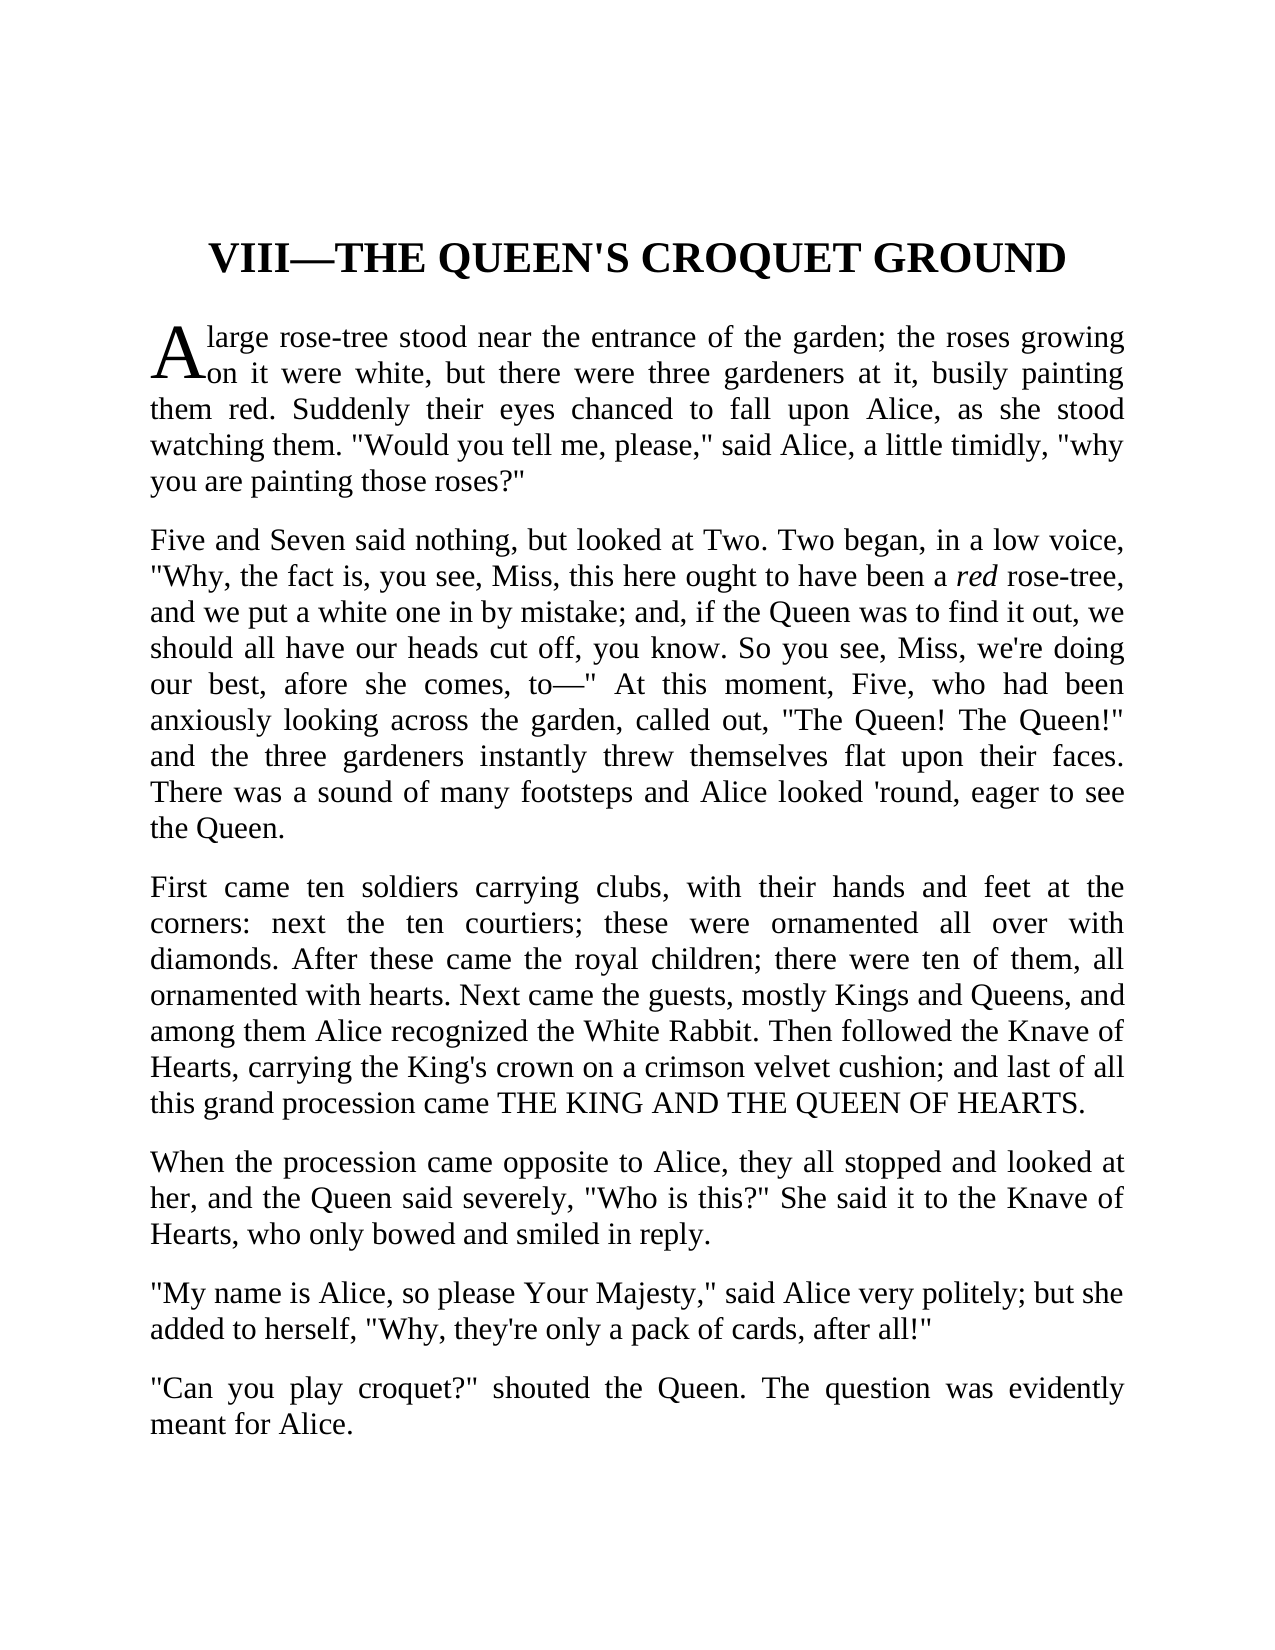 VIII—THE QUEEN'S CROQUET GROUND
A large rose-tree stood near the entrance of the garden; the roses growing
on it were white, but there were three gardeners at it, busily painting
them red. Suddenly their eyes chanced to fall upon Alice, as she stood
watching them. "Would you tell me, please," said Alice, a little timidly, "why
you are painting those roses?"
Five and Seven said nothing, but looked at Two. Two began, in a low voice,
"Why, the fact is, you see, Miss, this here ought to have been a red rose-tree,
and we put a white one in by mistake; and, if the Queen was to find it out, we
should all have our heads cut off, you know. So you see, Miss, we're doing
our best, afore she comes, to—" At this moment, Five, who had been
anxiously looking across the garden, called out, "The Queen! The Queen!"
and the three gardeners instantly threw themselves flat upon their faces.
There was a sound of many footsteps and Alice looked 'round, eager to see
the Queen.
First came ten soldiers carrying clubs, with their hands and feet at the
corners: next the ten courtiers; these were ornamented all over with
diamonds. After these came the royal children; there were ten of them, all
ornamented with hearts. Next came the guests, mostly Kings and Queens, and
among them Alice recognized the White Rabbit. Then followed the Knave of
Hearts, carrying the King's crown on a crimson velvet cushion; and last of all
this grand procession came THE KING AND THE QUEEN OF HEARTS.
When the procession came opposite to Alice, they all stopped and looked at
her, and the Queen said severely, "Who is this?" She said it to the Knave of
Hearts, who only bowed and smiled in reply.
"My name is Alice, so please Your Majesty," said Alice very politely; but she
added to herself, "Why, they're only a pack of cards, after all!"
"Can you play croquet?" shouted the Queen. The question was evidently
meant for Alice.